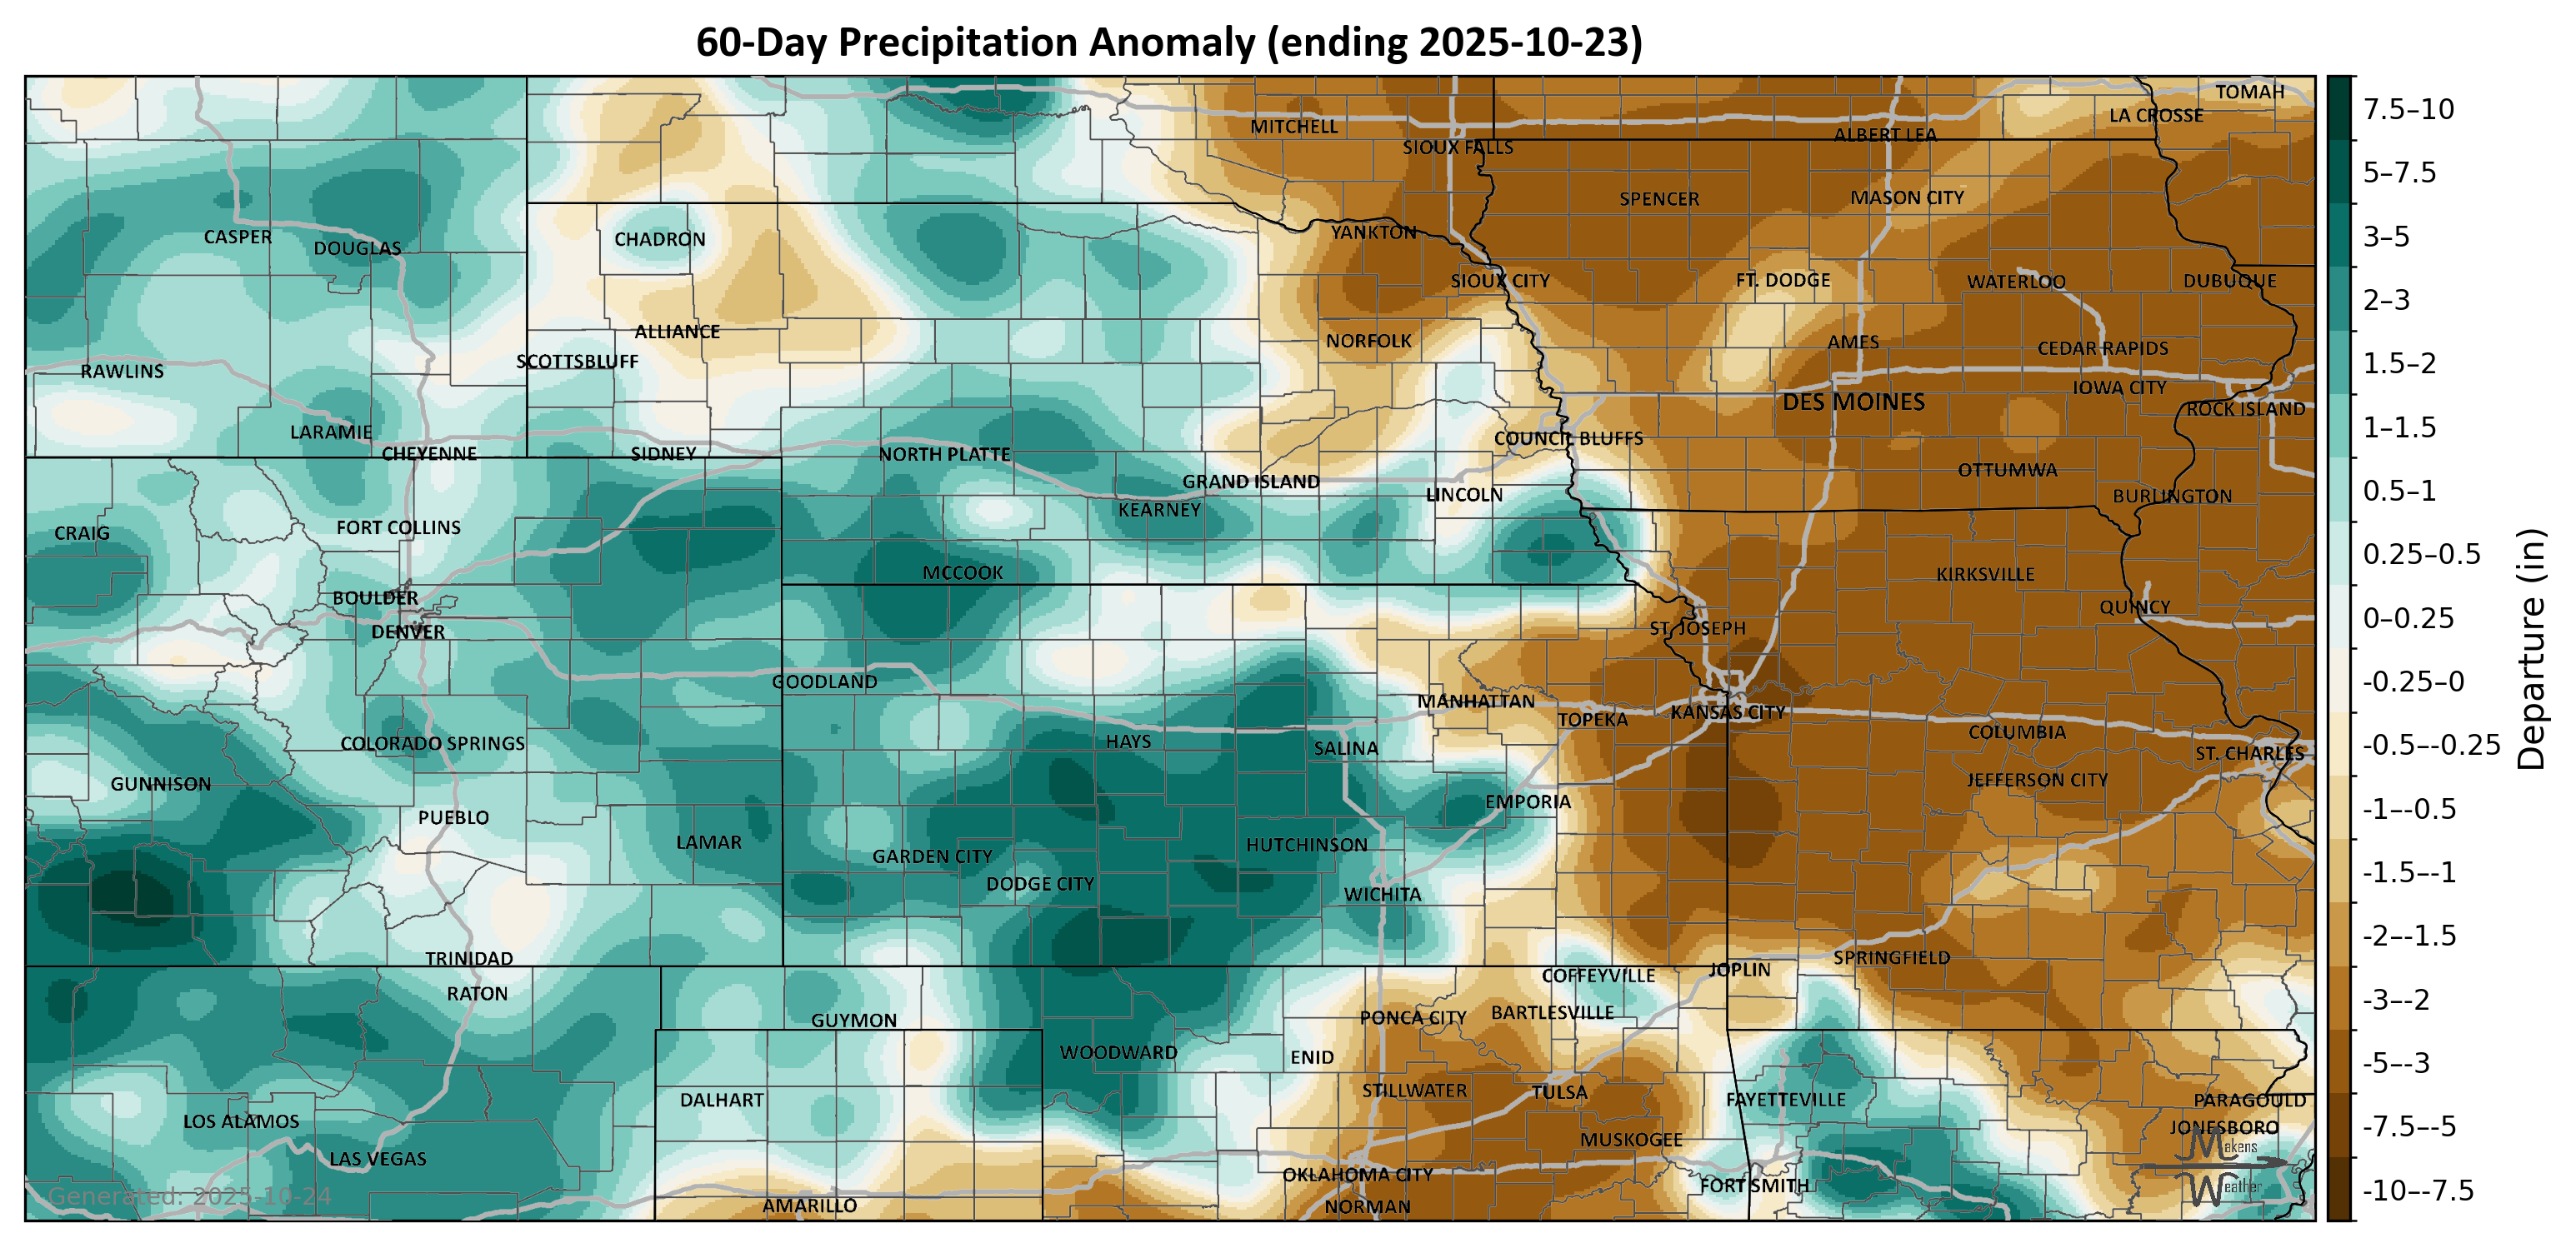 60-Day Precipitation Anomaly (ending 2025-10-23)
TOMAH
LA CROSSE
MITCHELL
ALBERT LEA
SIOUX FALLS
SPENCER
MASON CITY
CASPER
DOUGLAS
CHADRON
YANKTON
SIOUX CITY
FT. DODGE
WATERLOO
DUBUQUE
ALLIANCE
NORFOLK
AMES
CEDAR RAPIDS
SCOTTSBLUFF
RAWLINS
IOWA CITY
DES MOINES
ROCK ISLAND
LARAMIE
COUNCIL BLUFFS
CHEYENNE
SIDNEY
NORTH PLATTE
OTTUMWA
GRAND ISLAND
LINCOLN
BURLINGTON
KEARNEY
CRAIG
FORT COLLINS
MCCOOK
KIRKSVILLE
BOULDER
QUINCY
DENVER
ST. JOSEPH
GOODLAND
MANHATTAN
TOPEKA
KANSAS CITY
COLUMBIA
COLORADO SPRINGS
HAYS
SALINA
ST. CHARLES
GUNNISON
JEFFERSON CITY
EMPORIA
PUEBLO
LAMAR
HUTCHINSON
GARDEN CITY
DODGE CITY
WICHITA
TRINIDAD
SPRINGFIELD
JOPLIN
COFFEYVILLE
RATON
GUYMON
PONCA CITY
BARTLESVILLE
WOODWARD
ENID
STILLWATER
TULSA
DALHART
FAYETTEVILLE
PARAGOULD
LOS ALAMOS
JONESBORO
MUSKOGEE
LAS VEGAS
OKLAHOMA CITY
FORT SMITH
AMARILLO
NORMAN
Generated: 2025-10-24
Makens
Weather
7.5–10
5–7.5
3–5
2–3
1.5–2
1–1.5
0.5–1
0.25–0.5
0–0.25
-0.25–0
-0.5–-0.25
-1–-0.5
-1.5–-1
-2–-1.5
-3–-2
-5–-3
-7.5–-5
-10–-7.5
Departure (in)